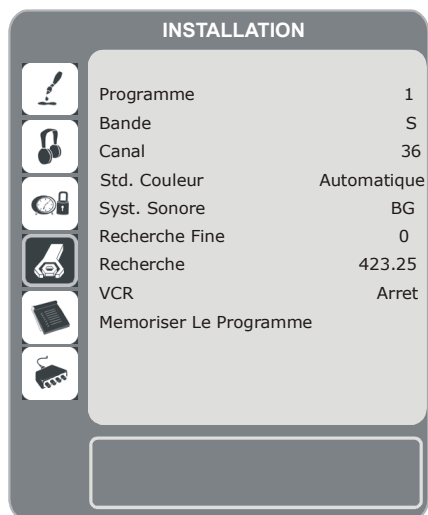 INSTALLATION
Programme 1
Bande S
Canal 36
Std. Couleur Automatique
Syst. Sonore BG
Recherche Fine 0
Recherche 423.25
VCR Arret
Memoriser Le Programme